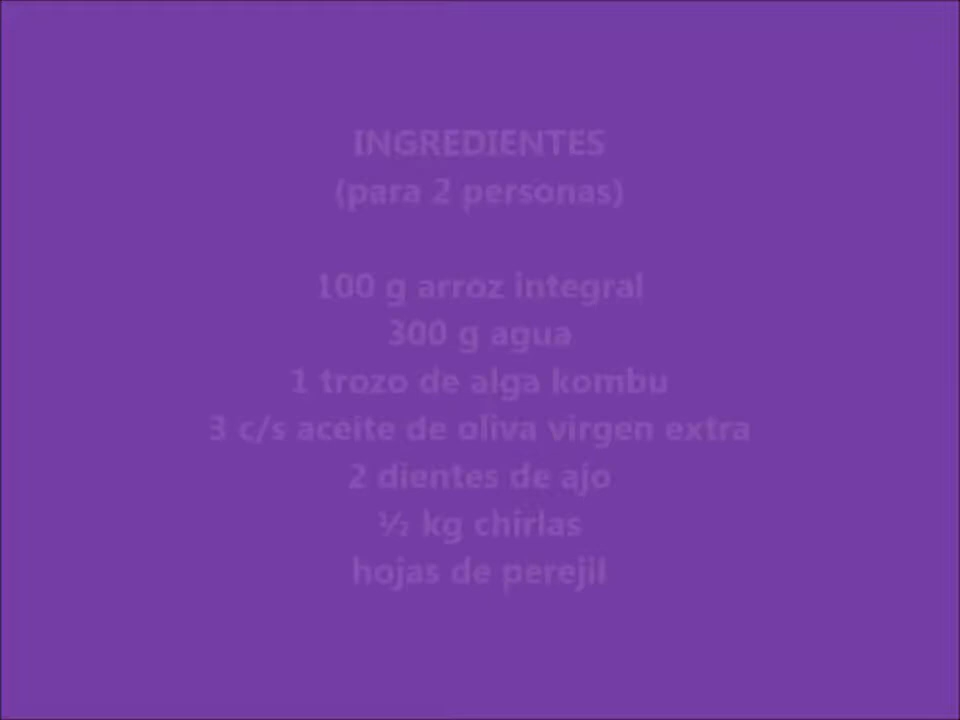 INGREDIENTES
(para 2 personas)
100 g arroz integral
300 g agua
1 trozo de alga kombu
3 c/s aceite de oliva virgen extra
2 dientes de ajo
½ kg chirlas
hojas de perejil